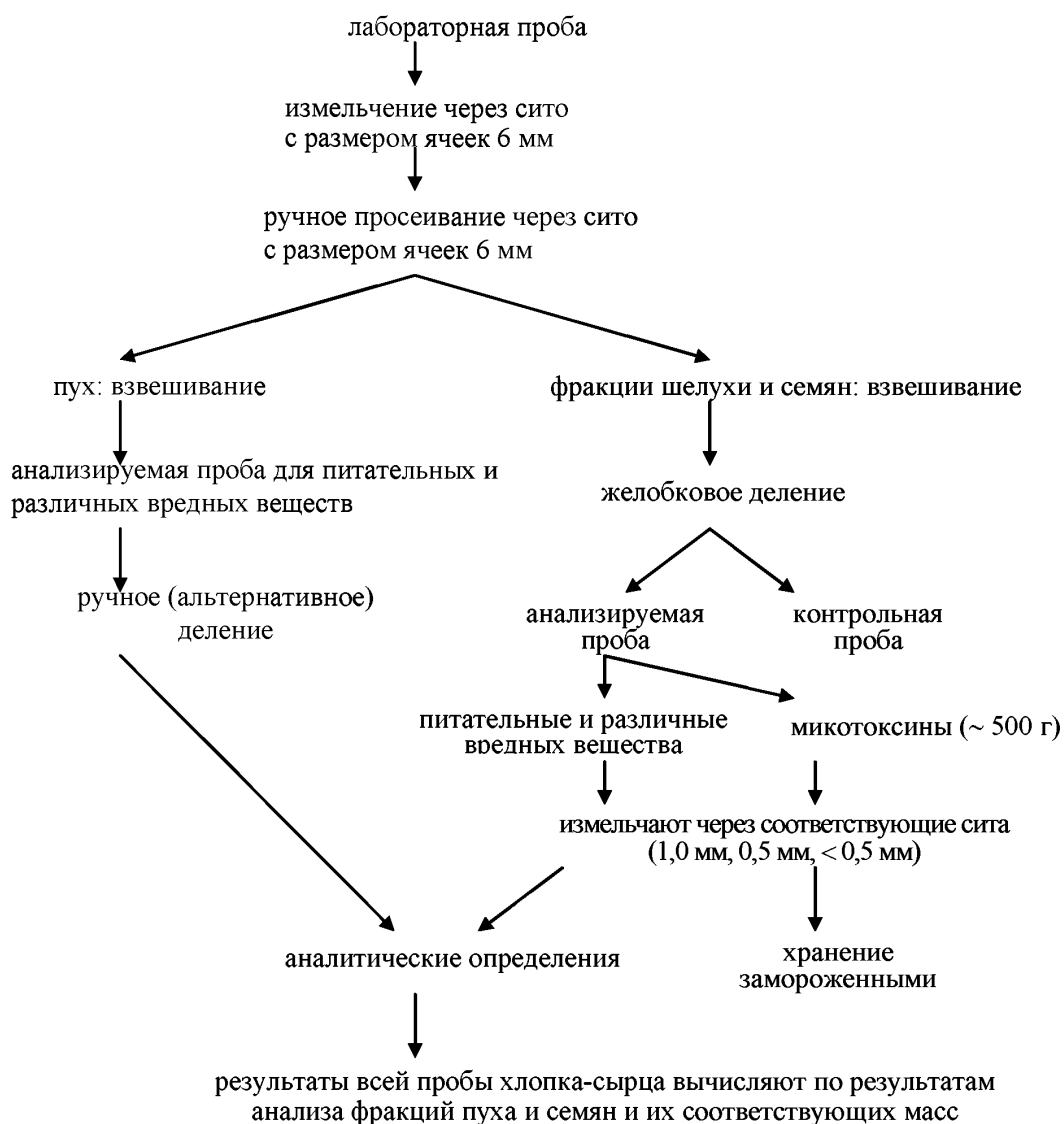 лабораторная проба
измельчение через сито
с размером ячеек 6 мм
ручное просеивание через сито
с размером ячеек 6 мм
пух: взвешивание
фракции шелухи и семян: взвешивание
анализируемая проба для питательных и
различных вредных веществ
желобковое деление
ручное (альтернативное)
деление
анализируемая
проба
контрольная
проба
питательные и различные
вредных вещества
микотоксины (~ 500 г)
измельчают через соответствующие сита
(1,0 мм, 0,5 мм, < 0,5 мм)
аналитические определения
хранение
замороженными
результаты всей пробы хлопка-сырца вычисляют по результатам
анализа фракций пуха и семян и их соответствующих масс